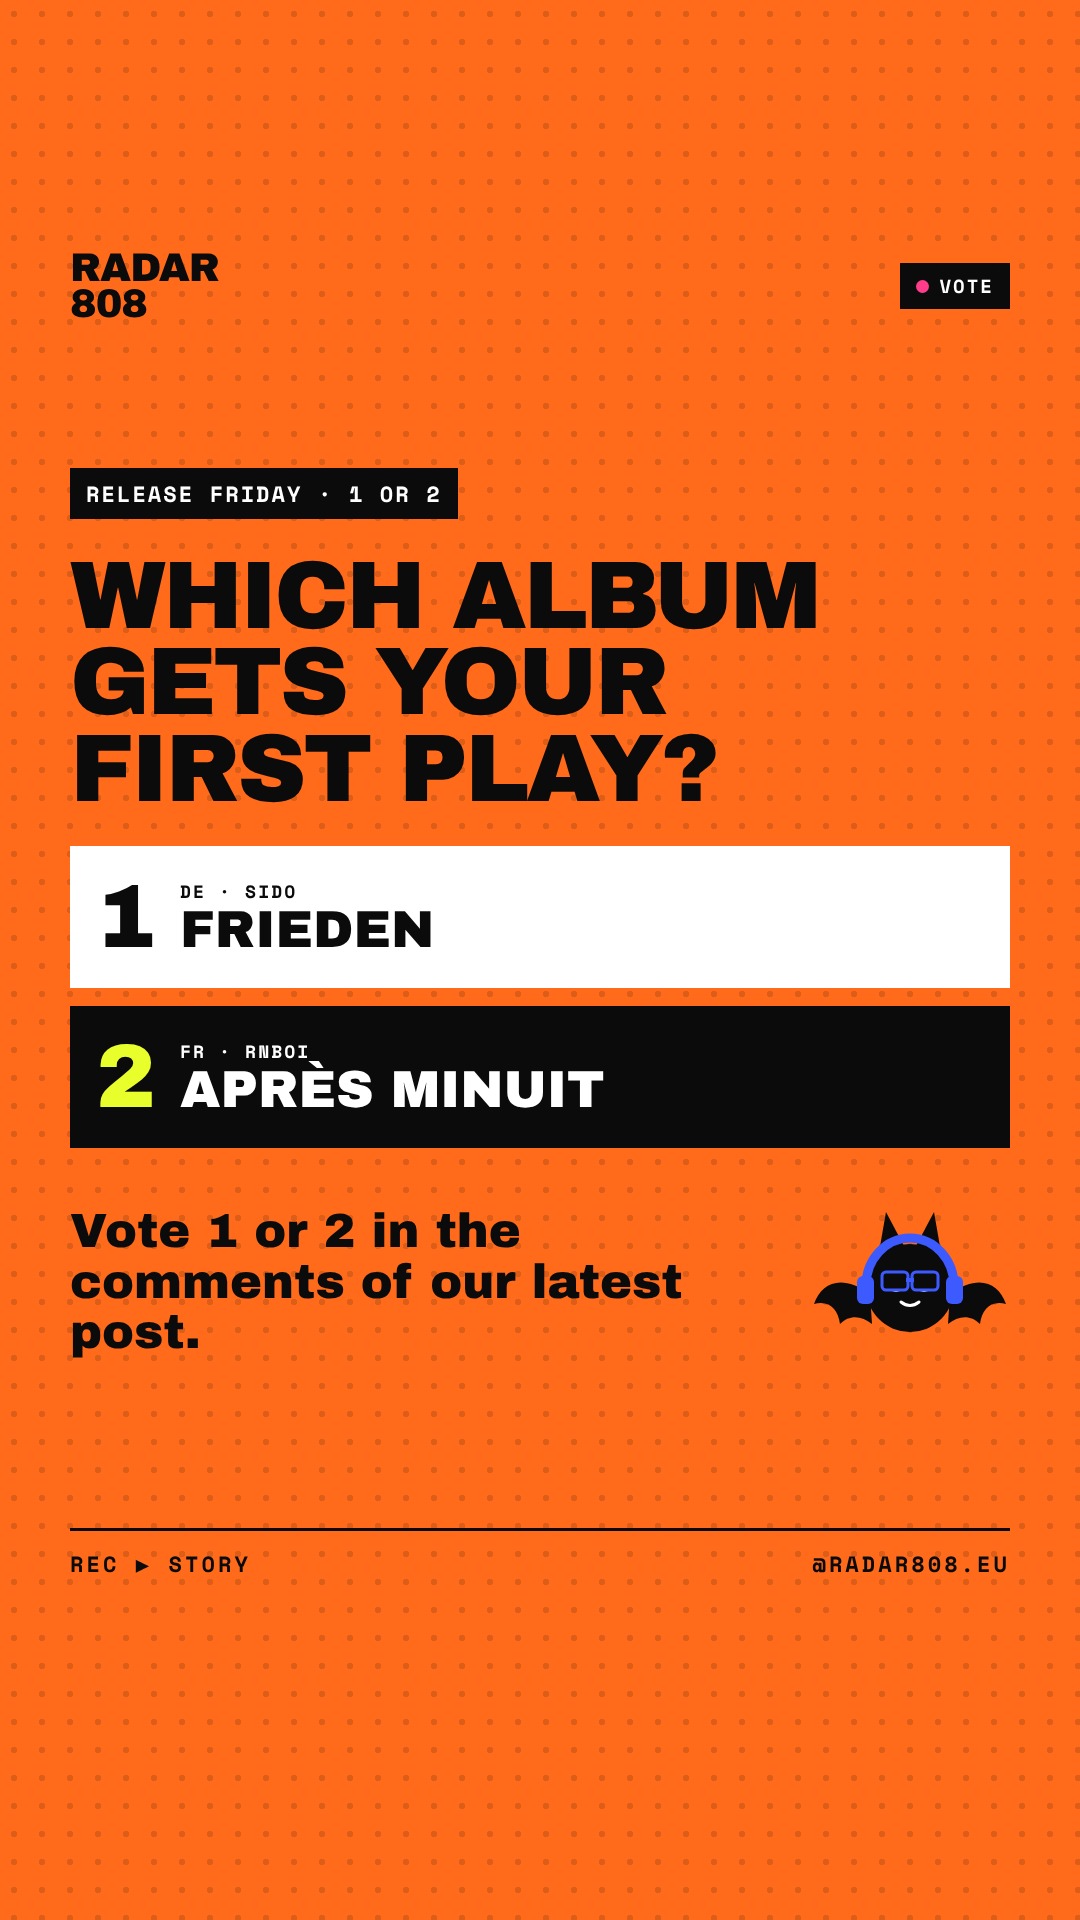 RADAR
808
VOTE
RELEASE FRIDAY · 1 OR 2
WHICH ALBUM
GETS YOUR
FIRST PLAY?
1
DE · SIDO
FRIEDEN
2
FR · RNBOI
APRÈS MINUIT
Vote 1 or 2 in the
comments of our latest
post.
REC ▶ STORY
@RADAR808.EU